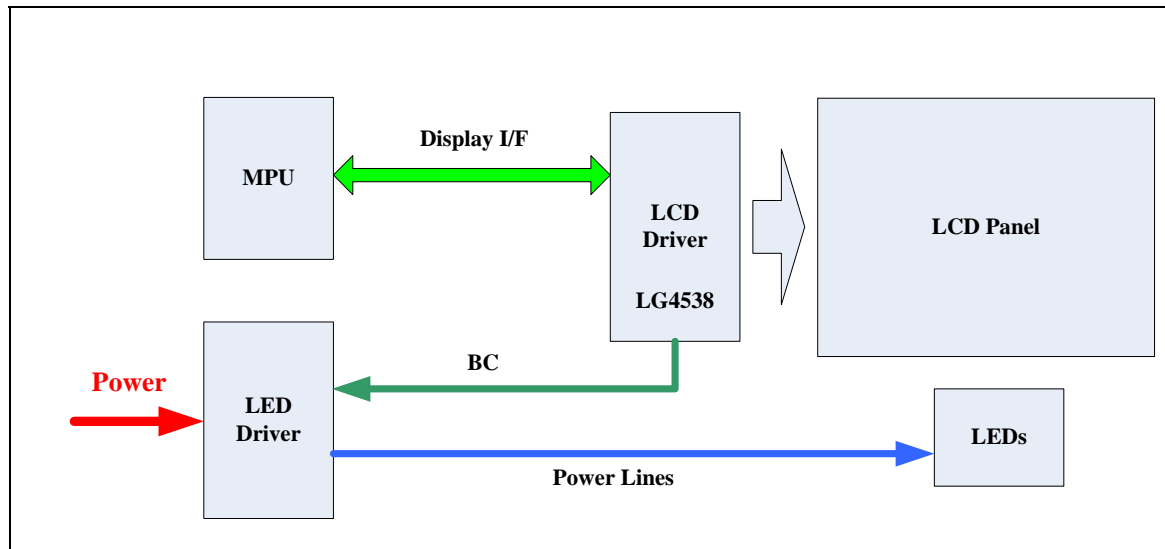 Display I/F
MPU
LCD
Driver
LG4538
LCD Panel
BC
Power
LED
Driver
LEDs
Power Lines